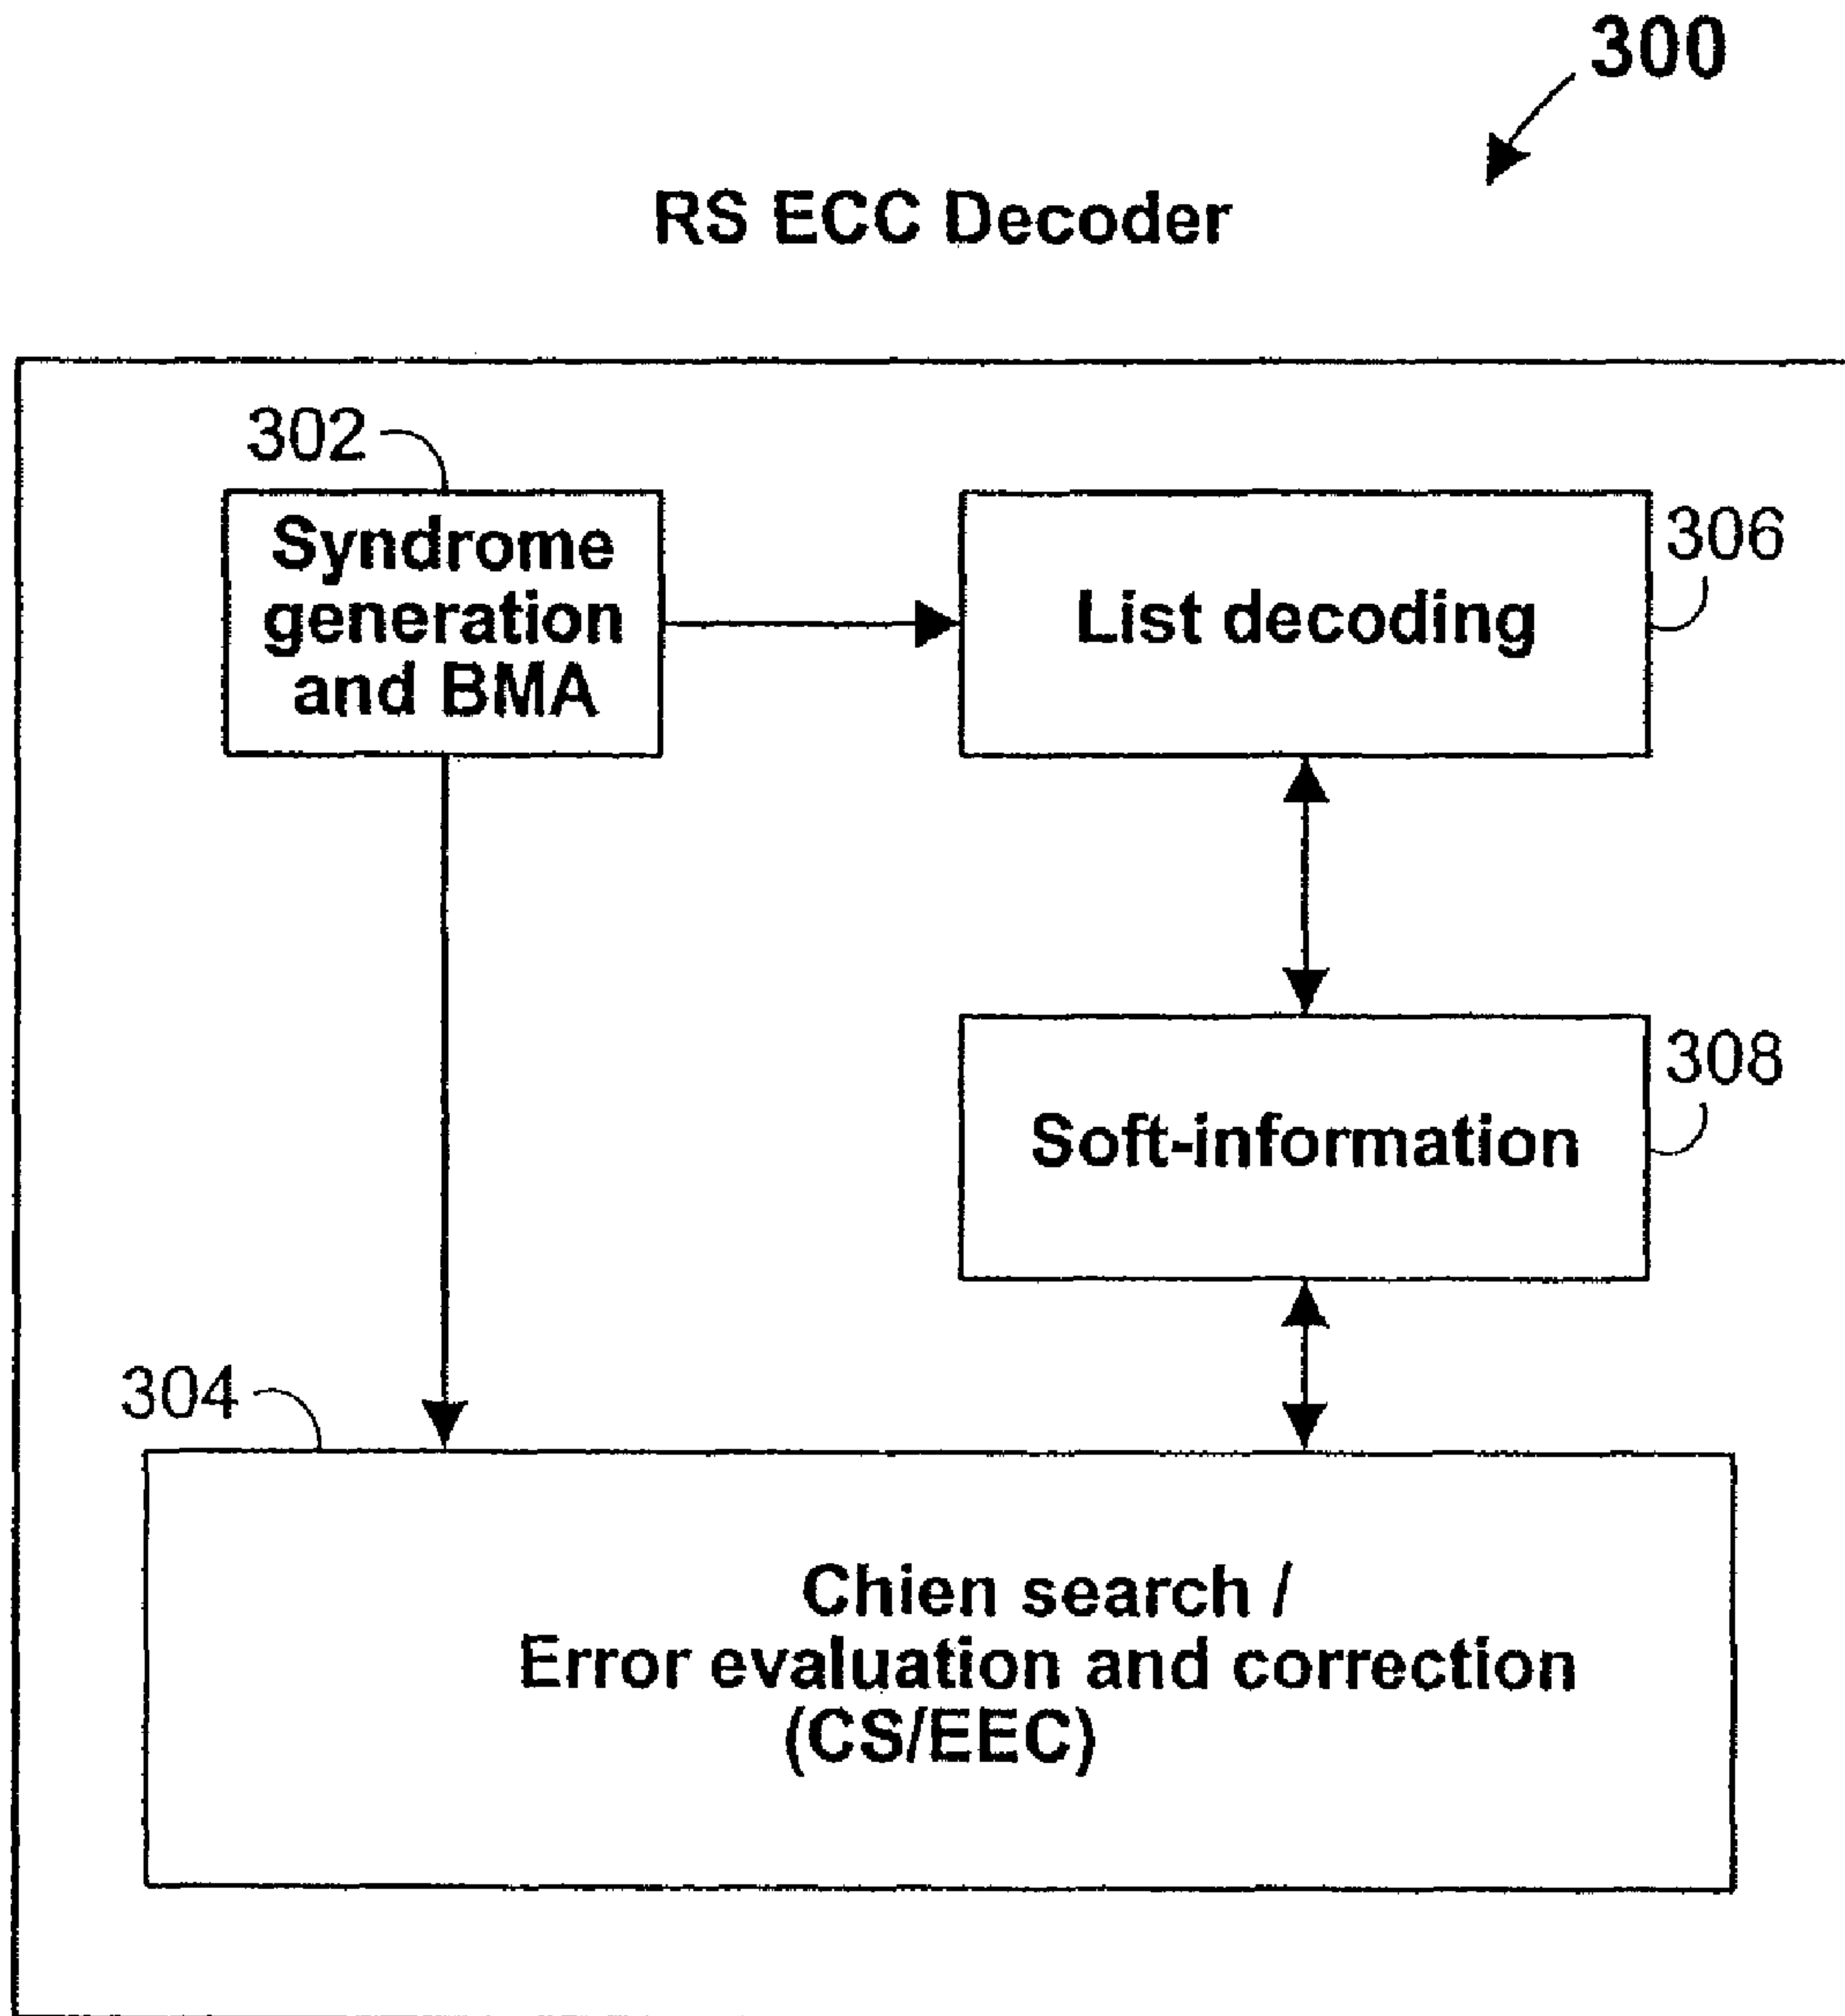 300
RS ECC Decoder
302
Syndrome
generation
and BMA
List decoding
306
Soft-information
308
304
Chien search /
Error evaluation and correction
(CS/EEC)